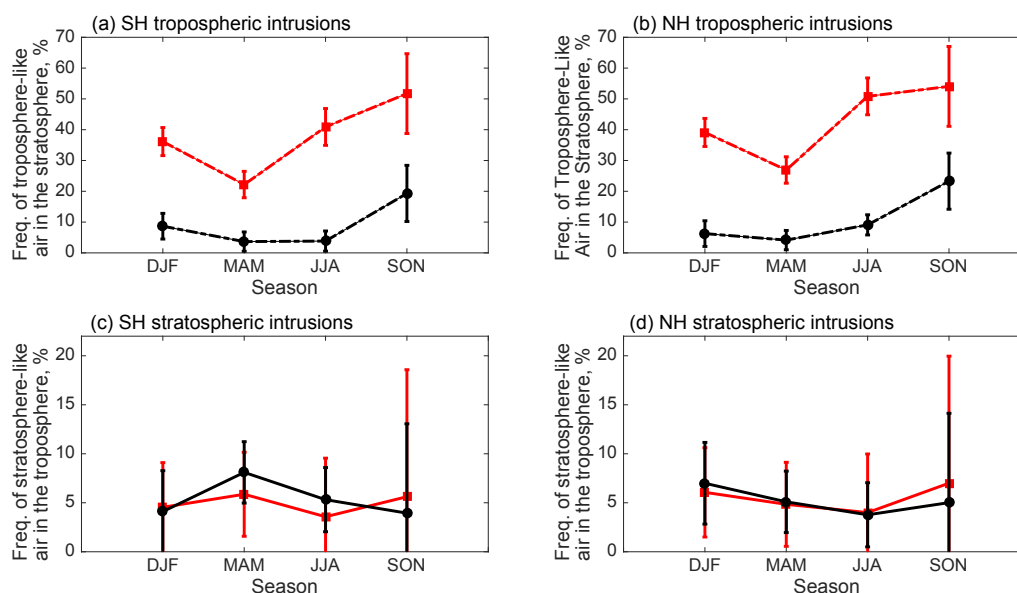 (a) SH tropospheric intrusions
Freq. of troposphere-like
air in the stratosphere, %
70
60
50
40
30
20
10
0
DJF
MAM
JJA
SON
Season
(b) NH tropospheric intrusions
Freq. of Troposphere-Like
Air in the Stratosphere, %
70
60
50
40
30
20
10
0
DJF
MAM
JJA
SON
Season
(c) SH stratospheric intrusions
Freq. of stratosphere-like
air in the troposphere, %
20
15
10
5
0
DJF
MAM
JJA
SON
Season
(d) NH stratospheric intrusions
Freq. of stratosphere-like
air in the troposphere, %
20
15
10
5
0
DJF
MAM
JJA
SON
Season